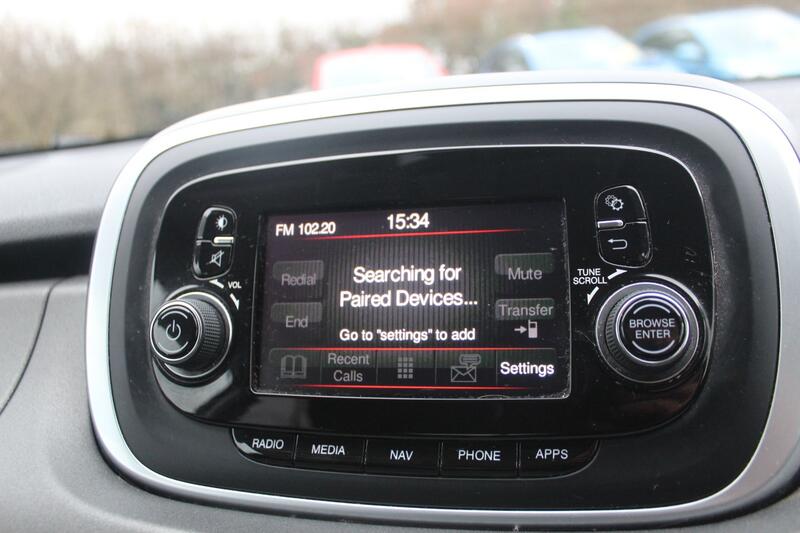 FM 102.20
15:34
Redial
Searching for
Paired Devices...
Mute
End
Transfer
Go to "settings" to add
Recent
Calls
Settings
VOL
TUNE
SCROLL
BROWSE
ENTER
RADIO
MEDIA
NAV
PHONE
APPS